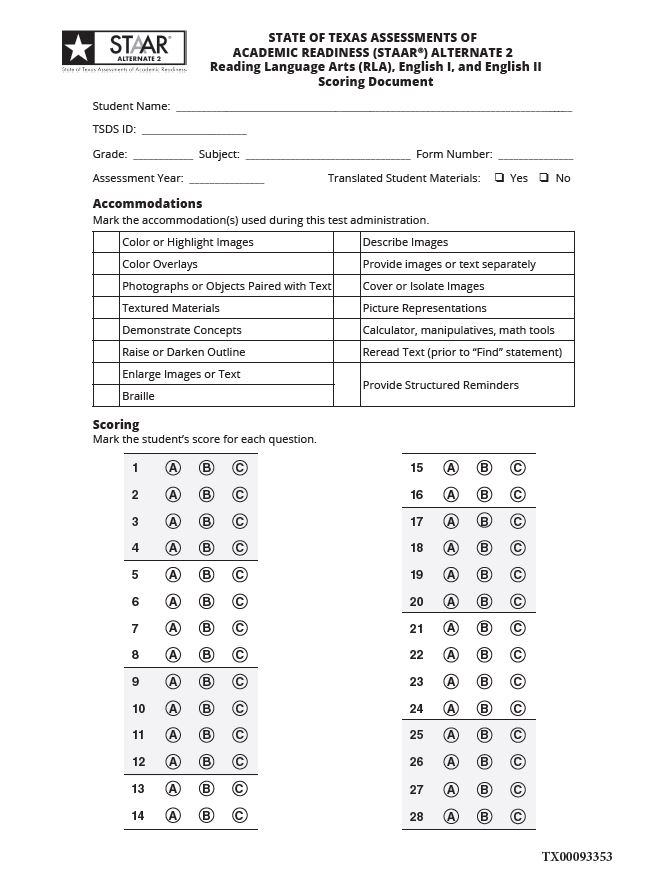 STAAR®
ALTERNATE 2
State of Texas Assessments of Academic Readiness
STATE OF TEXAS ASSESSMENTS OF
ACADEMIC READINESS (STAAR®) ALTERNATE 2
Reading Language Arts (RLA), English I, and English II
Scoring Document
Student Name:
TSDS ID:
Grade: Subject: Form Number:
Assessment Year: Translated Student Materials: ❏ Yes ❏ No
Accommodations
Mark the accommodation(s) used during this test administration.
Color or Highlight Images Describe Images
Color Overlays Provide images or text separately
Photographs or Objects Paired with Text Cover or Isolate Images
Textured Materials Picture Representations
Demonstrate Concepts Calculator, manipulatives, math tools
Raise or Darken Outline Reread Text (prior to “Find” statement)
Enlarge Images or Text
Provide Structured Reminders
Braille
Scoring
Mark the student's score for each question.
1 A B C
2 A B C
3 A B C
4 A B C
5 A B C
6 A B C
7 A B C
8 A B C
9 A B C
10 A B C
11 A B C
12 A B C
13 A B C
14 A B C
15 A B C
16 A B C
17 A B C
18 A B C
19 A B C
20 A B C
21 A B C
22 A B C
23 A B C
24 A B C
25 A B C
26 A B C
27 A B C
28 A B C
TX00093353